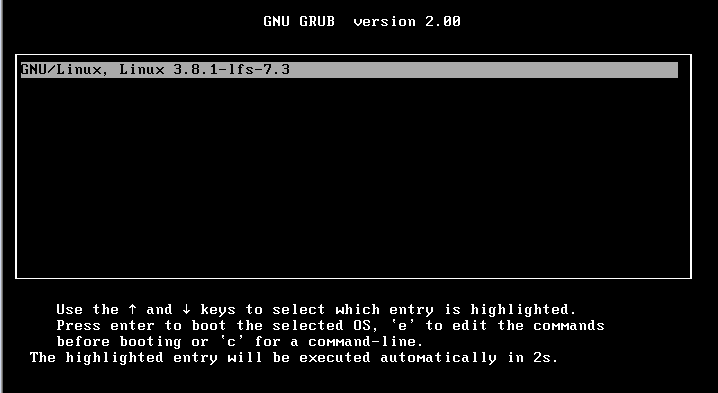 GNU GRUB  version 2.00
GNU/Linux, Linux 3.8.1-lfs-7.3
Use the ↑ and ↓ keys to select which entry is highlighted.
Press enter to boot the selected OS, `e' to edit the commands
before booting or `c' for a command-line.
The highlighted entry will be executed automatically in 2s.